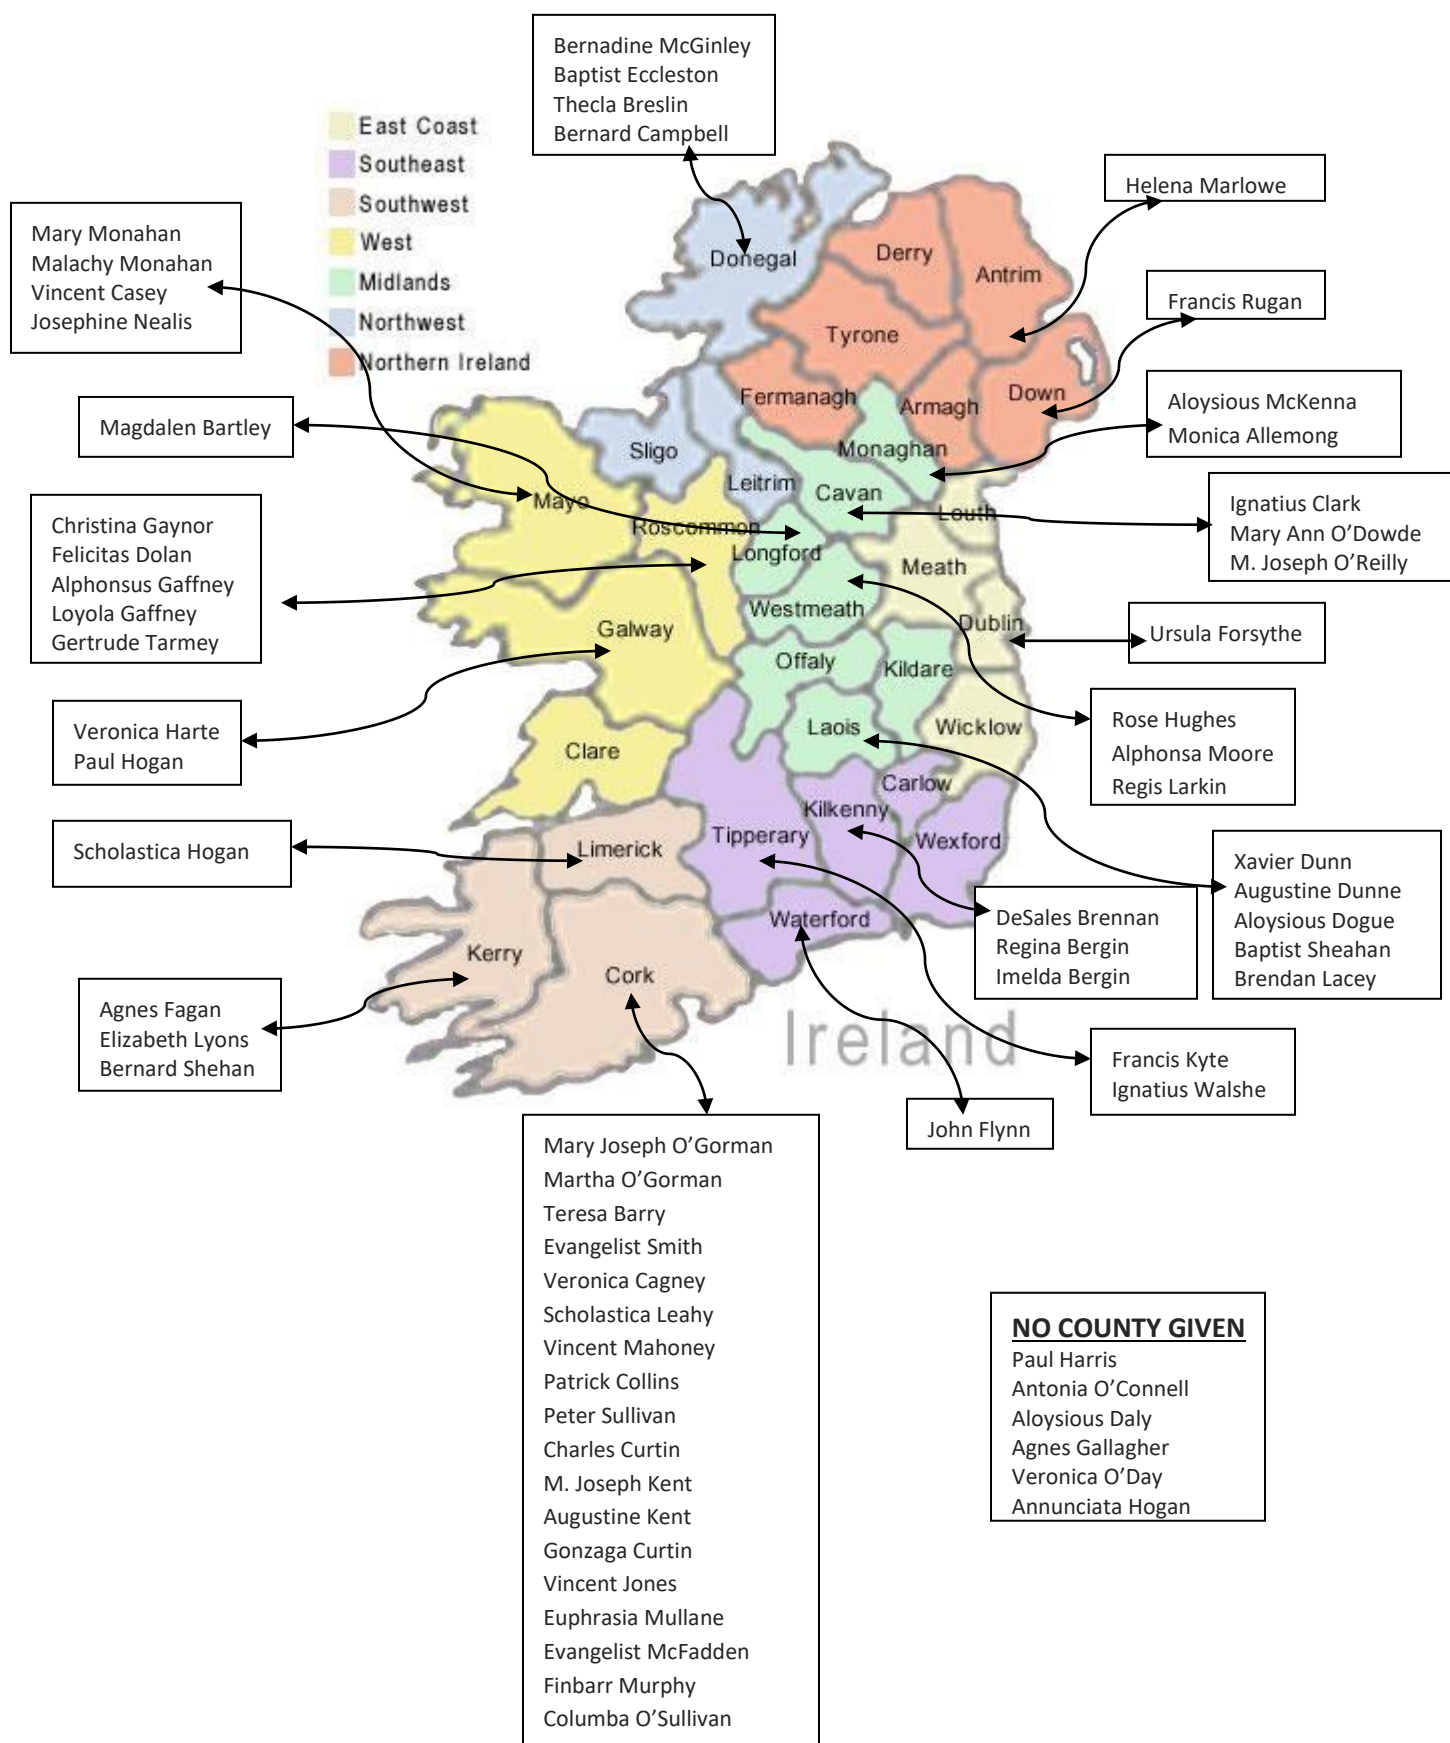 Bernadine McGinley
Baptist Eccleston
Thecla Breslin
Bernard Campbell
East Coast
Southeast
Southwest
West
Midlands
Northwest
Northern Ireland
Helena Marlowe
Mary Monahan
Malachy Monahan
Vincent Casey
Josephine Nealis
Francis Rugan
Magdalen Bartley
Aloysious McKenna
Monica Allemong
Christina Gaynor
Felicitas Dolan
Alphonsus Gaffney
Loyola Gaffney
Gertrude Tarmey
Ignatius Clark
Mary Ann O’Dowde
M. Joseph O’Reilly
Ursula Forsythe
Veronica Harte
Paul Hogan
Rose Hughes
Alphonsa Moore
Regis Larkin
Scholastica Hogan
Xavier Dunn
Augustine Dunne
Aloysious Dogue
Baptist Sheahan
Brendan Lacey
DeSales Brennan
Regina Bergin
Imelda Bergin
Agnes Fagan
Elizabeth Lyons
Bernard Shehan
Francis Kyte
Ignatius Walshe
John Flynn
Donegal
Derry
Antrim
Tyrone
Fermanagh
Armagh
Down
Monaghan
Sligo
Leitrim
Cavan
Mayo
Roscommon
Longford
Louth
Meath
Westmeath
Dublin
Galway
Offaly
Kildare
Laois
Wicklow
Clare
Carlow
Kilkenny
Tipperary
Wexford
Limerick
Waterford
Kerry
Cork
Ireland
Mary Joseph O’Gorman
Martha O’Gorman
Teresa Barry
Evangelist Smith
Veronica Cagney
Scholastica Leahy
Vincent Mahoney
Patrick Collins
Peter Sullivan
Charles Curtin
M. Joseph Kent
Augustine Kent
Gonzaga Curtin
Vincent Jones
Euphrasia Mullane
Evangelist McFadden
Finbarr Murphy
Columba O’Sullivan
NO COUNTY GIVEN
Paul Harris
Antonia O’Connell
Aloysious Daly
Agnes Gallagher
Veronica O’Day
Annunciata Hogan